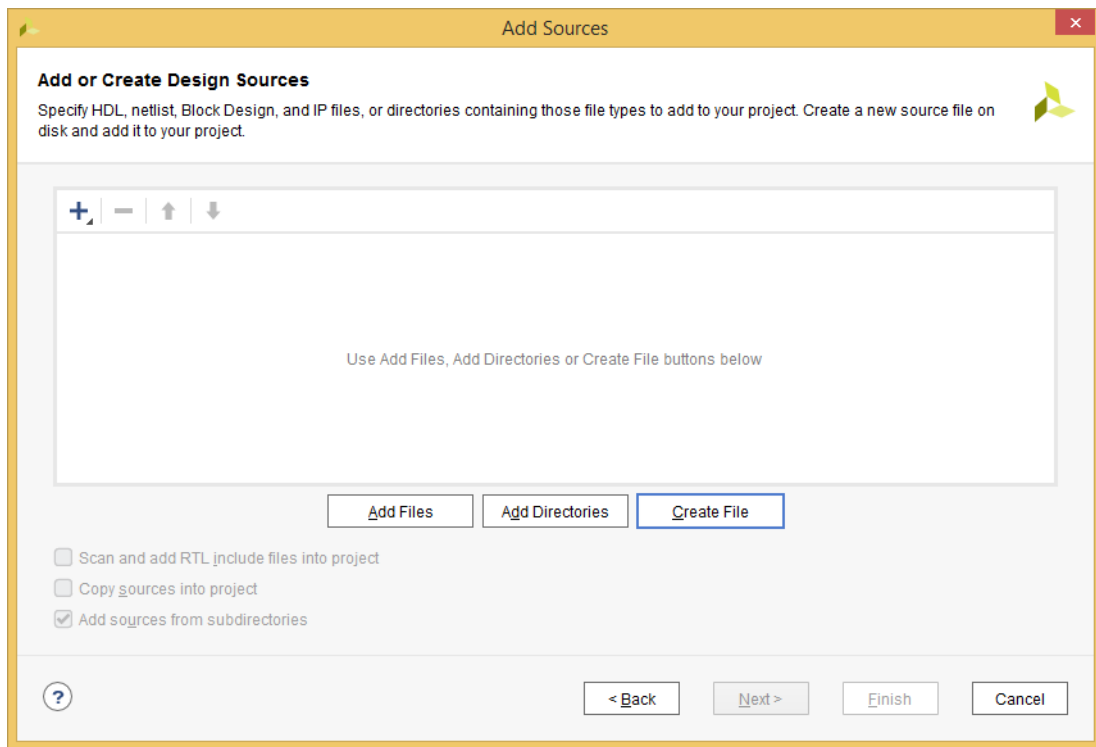 Add Sources
Add or Create Design Sources
Specify HDL, netlist, Block Design, and IP files, or directories containing those file types to add to your project. Create a new source file on
disk and add it to your project.
Use Add Files, Add Directories or Create File buttons below
Add Files
Add Directories
Create File
Scan and add RTL include files into project
Copy sources into project
Add sources from subdirectories
?
< Back
Next >
Finish
Cancel